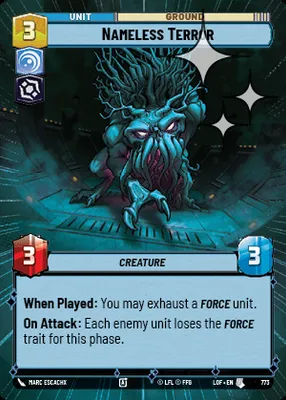 UNIT
GROUND
3
NAMELESS TERROR
3
3
CREATURE
When Played: You may exhaust a FORCE unit.
On Attack: Each enemy unit loses the FORCE
trait for this phase.
MARC ESCACHX
© LFL © FFG
LOF • EN
773